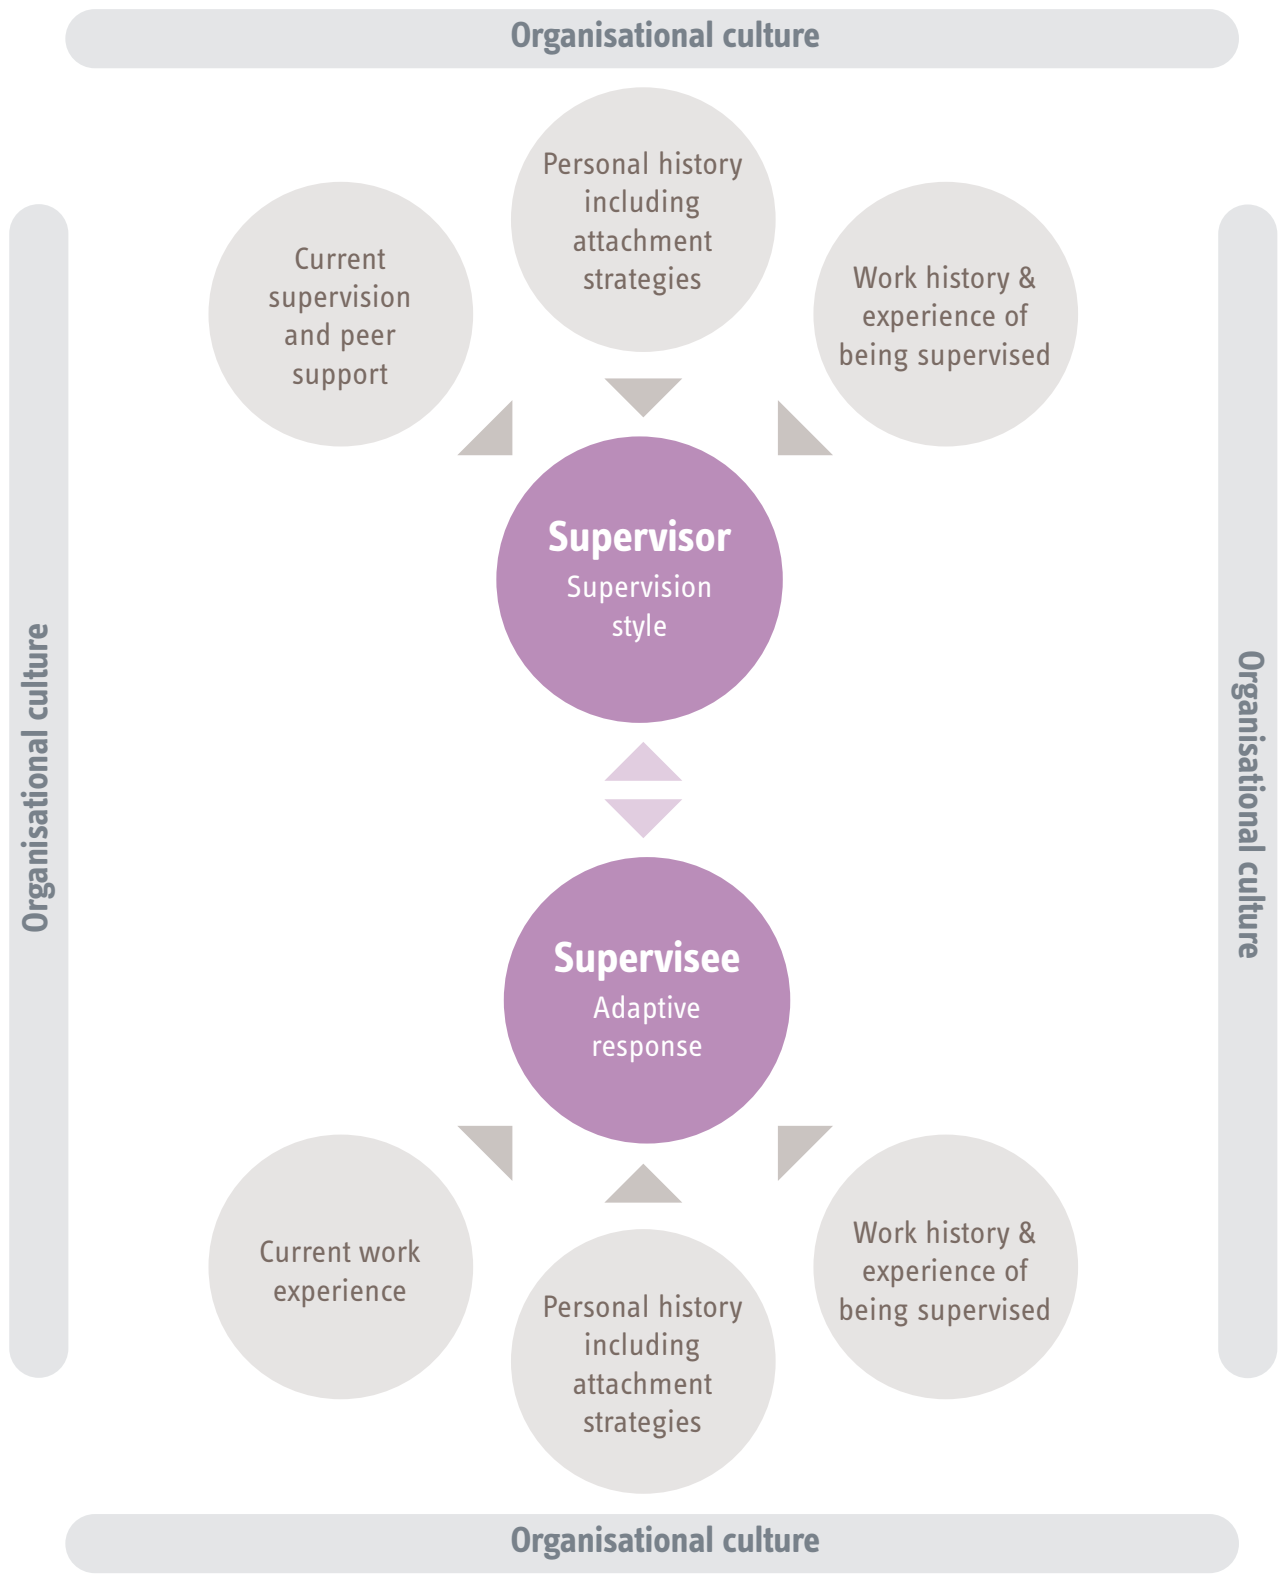 Organisational culture
Personal history
including
attachment
strategies
Current
supervision
and peer
support
Work history &
experience of
being supervised
Supervisor
Supervision
style
Organisational culture
Organisational culture
Supervisee
Adaptive
response
Current work
experience
Personal history
including
attachment
strategies
Work history &
experience of
being supervised
Organisational culture